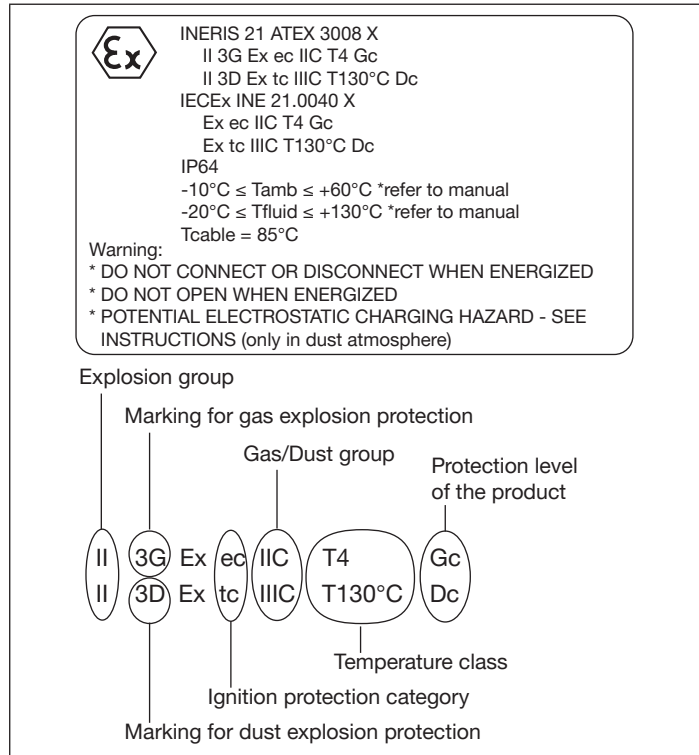 Ex
INERIS 21 ATEX 3008 X
II 3G Ex ec IIC T4 Gc
II 3D Ex tc IIIC T130°C Dc
IECEx INE 21.0040 X
Ex ec IIC T4 Gc
Ex tc IIIC T130°C Dc
IP64
-10°C ≤ Tamb ≤ +60°C *refer to manual
-20°C ≤ Tfluid ≤ +130°C *refer to manual
Tcable = 85°C
Warning:
* DO NOT CONNECT OR DISCONNECT WHEN ENERGIZED
* DO NOT OPEN WHEN ENERGIZED
* POTENTIAL ELECTROSTATIC CHARGING HAZARD - SEE
INSTRUCTIONS (only in dust atmosphere)
Explosion group
Marking for gas explosion protection
Gas/Dust group
Protection level
of the product
II 3G Ex ec IIC T4 Gc
II 3D Ex tc IIIC T130°C Dc
Temperature class
Ignition protection category
Marking for dust explosion protection